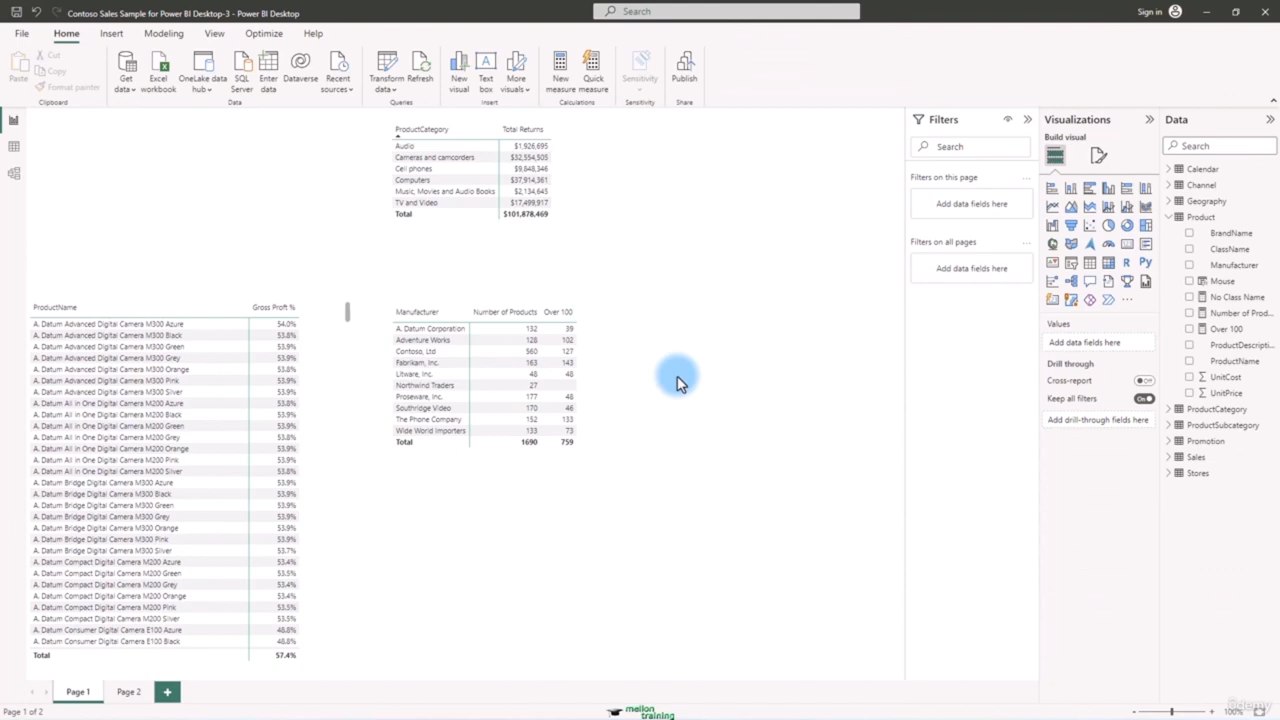 Contoso Sales Sample for Power BI Desktop-3 - Power BI Desktop
Search
Sign in
File Home Insert Modeling View Optimize Help
Paste
Cut
Copy
Format painter
Clipboard
Get data
Excel workbook
OneLake data hub
SQL Server
Enter data
Dataverse
Recent sources
Data
Transform data
Refresh
Queries
New visual
Text box
More visuals
Insert
New measure
Quick measure
Calculations
Sensitivity
Sensitivity
Publish
Share
ProductCategory Total Returns
Audio $1,926,695
Cameras and camcorders $32,554,505
Cell phones $9,848,346
Computers $37,914,361
Music, Movies and Audio Books $2,134,645
TV and Video $17,499,917
Total $101,878,469
ProductName Gross Proft %
A. Datum Advanced Digital Camera M300 Azure 54.0%
A. Datum Advanced Digital Camera M300 Black 53.8%
A. Datum Advanced Digital Camera M300 Green 53.9%
A. Datum Advanced Digital Camera M300 Grey 53.9%
A. Datum Advanced Digital Camera M300 Orange 53.9%
A. Datum Advanced Digital Camera M300 Pink 53.9%
A. Datum Advanced Digital Camera M300 Silver 53.9%
A. Datum All in One Digital Camera M200 Azure 53.8%
A. Datum All in One Digital Camera M200 Black 53.9%
A. Datum All in One Digital Camera M200 Green 53.9%
A. Datum All in One Digital Camera M200 Grey 53.8%
A. Datum All in One Digital Camera M200 Orange 53.9%
A. Datum All in One Digital Camera M200 Pink 53.9%
A. Datum All in One Digital Camera M200 Silver 53.8%
A. Datum Bridge Digital Camera M300 Azure 53.9%
A. Datum Bridge Digital Camera M300 Black 53.9%
A. Datum Bridge Digital Camera M300 Green 53.9%
A. Datum Bridge Digital Camera M300 Grey 53.9%
A. Datum Bridge Digital Camera M300 Orange 53.9%
A. Datum Bridge Digital Camera M300 Pink 53.9%
A. Datum Bridge Digital Camera M300 Silver 53.7%
A. Datum Compact Digital Camera M200 Azure 53.4%
A. Datum Compact Digital Camera M200 Green 53.5%
A. Datum Compact Digital Camera M200 Grey 53.4%
A. Datum Compact Digital Camera M200 Orange 53.4%
A. Datum Compact Digital Camera M200 Pink 53.5%
A. Datum Compact Digital Camera M200 Silver 53.5%
A. Datum Consumer Digital Camera E100 Azure 48.8%
A. Datum Consumer Digital Camera E100 Black 48.8%
Total 57.4%
Manufacturer Number of Products Over 100
A. Datum Corporation 132 39
Adventure Works 128 102
Contoso, Ltd 560 127
Fabrikam, Inc. 163 143
Litware, Inc. 48 48
Northwind Traders 27
Proseware, Inc. 177 48
Southridge Video 170 46
The Phone Company 152 133
Wide World Importers 133 73
Total 1690 759
Filters
Search
Filters on this page ...
Add data fields here
Filters on all pages ...
Add data fields here
Visualizations
Build visual
R Py
Values
Add data fields here
Drill through
Cross-report Off
Keep all filters On
Add drill-through fields here
Data
Search
Calendar
Channel
Geography
Product
BrandName
ClassName
Manufacturer
Mouse
No Class Name
Number of Prod...
Over 100
ProductDescripti...
ProductName
UnitCost
UnitPrice
ProductCategory
ProductSubcategory
Promotion
Sales
Stores
Page 1 Page 2
Page 1 of 2
mellon training
100%
ûdemy